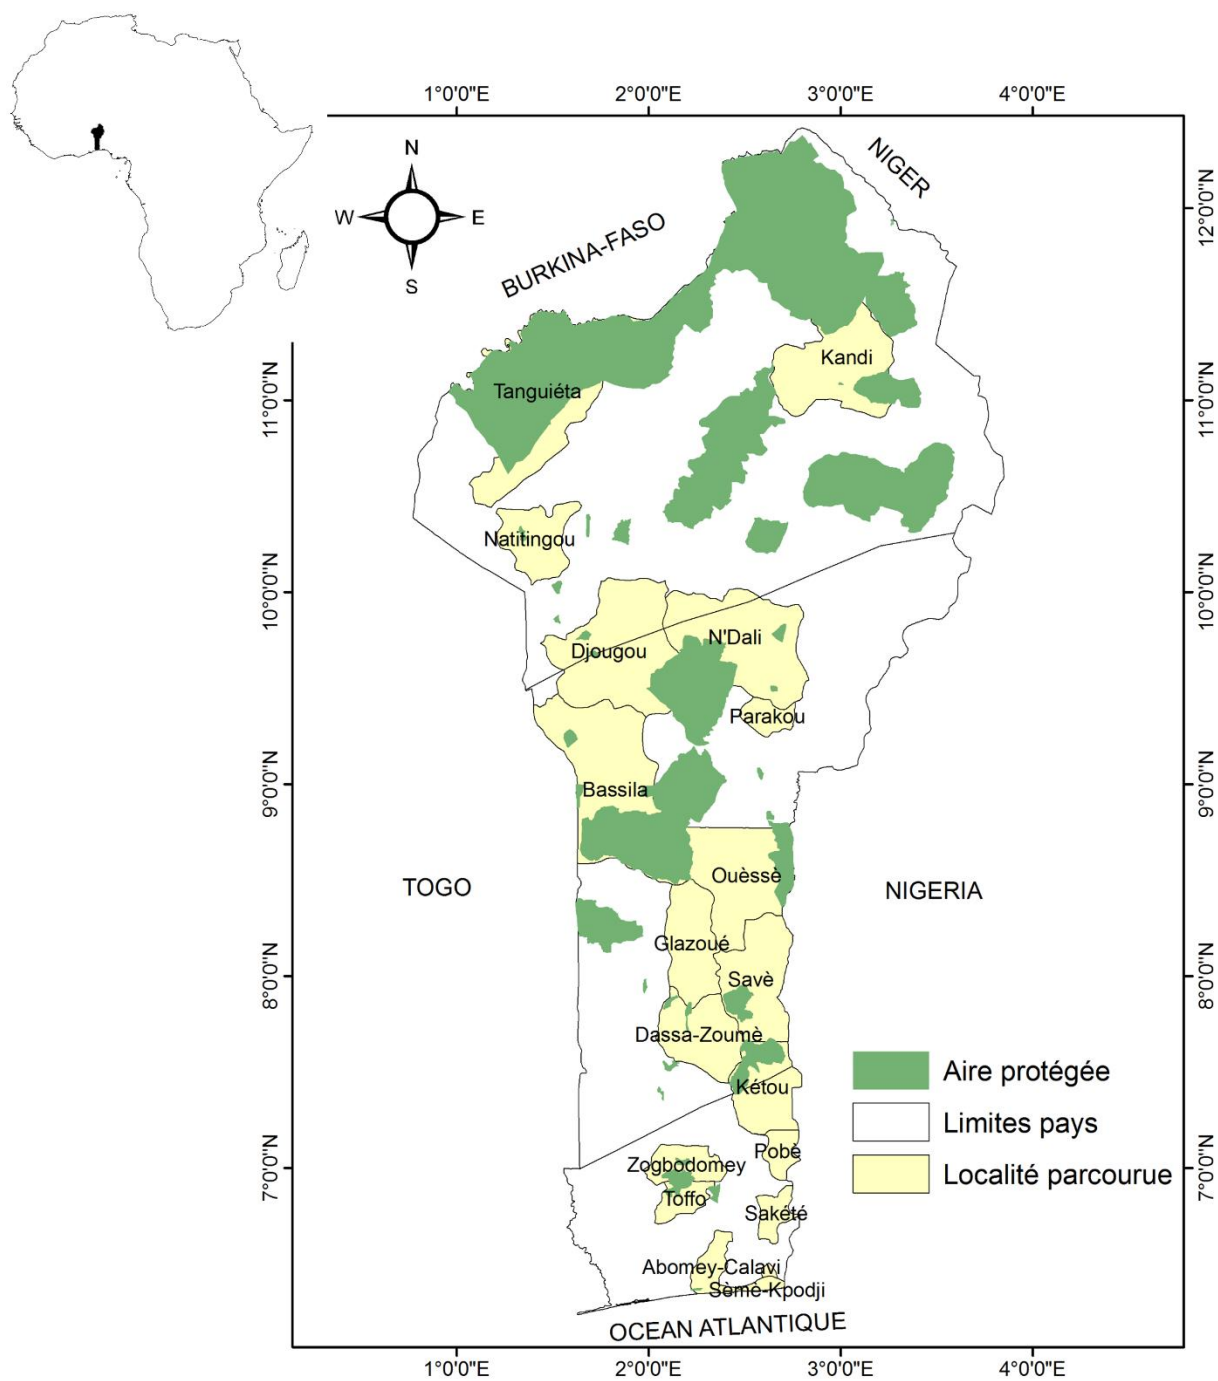 1°0'0"E 2°0'0"E 3°0'0"E 4°0'0"E
N
W E
S
NIGER
BURKINA-FASO
12°0'0"N 12°0'0"N
Kandi
Tanguiéta
11°0'0"N 11°0'0"N
Natitingou
10°0'0"N 10°0'0"N
N'Dali
Djougou
Parakou
9°0'0"N 9°0'0"N
Bassila
Ouèssè
TOGO
NIGERIA
Glazoué
8°0'0"N 8°0'0"N
Savè
Dassa-Zoumè
Aire protégée
Kétou
Limites pays
Pobè
Zogbodomey
7°0'0"N 7°0'0"N
Localité parcourue
Toffo
Sakété
Abomey-Calavi
Sèmè-Kpodji
OCEAN ATLANTIQUE
1°0'0"E 2°0'0"E 3°0'0"E 4°0'0"E